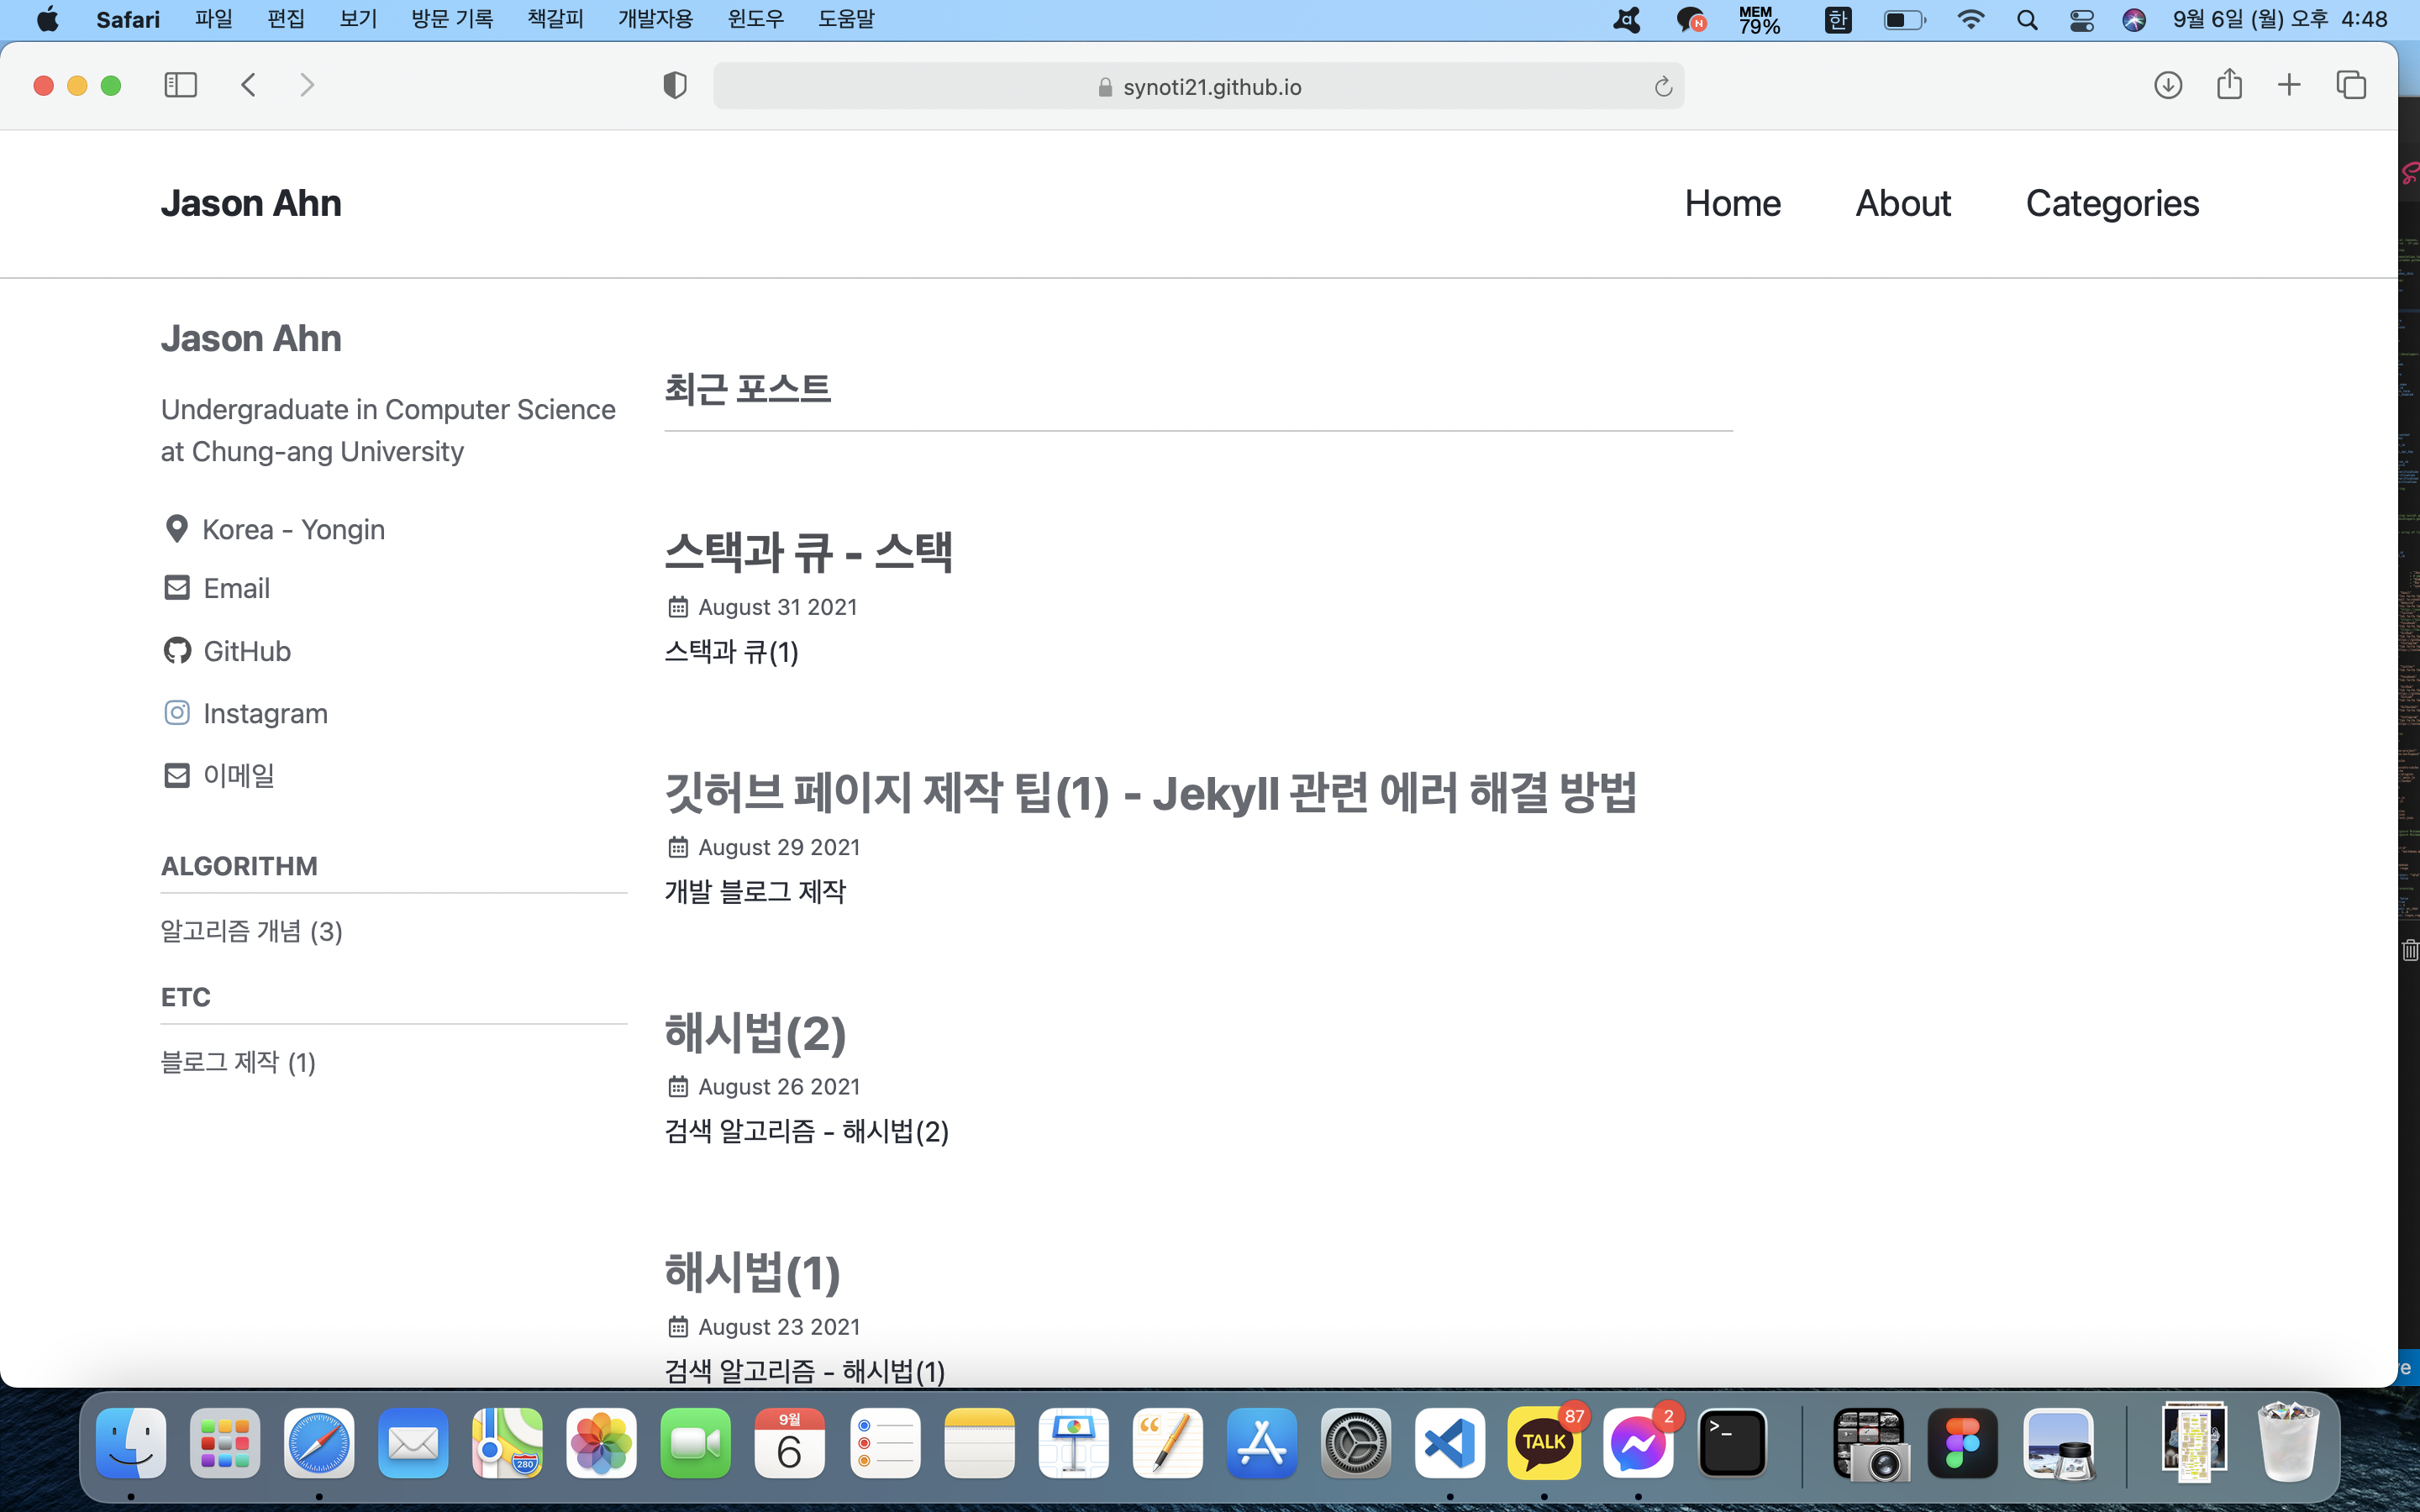 Safari 파일 편집 보기 방문 기록 책갈피 개발자용 윈도우 도움말
MEM
79%
한
9월 6일 (월) 오후 4:48
synoti21.github.io
Jason Ahn
Home About Categories
Jason Ahn
Undergraduate in Computer Science
at Chung-ang University
Korea - Yongin
Email
GitHub
Instagram
이메일
ALGORITHM
알고리즘 개념 (3)
ETC
블로그 제작 (1)
최근 포스트
스택과 큐 - 스택
August 31 2021
스택과 큐(1)
깃허브 페이지 제작 팁(1) - Jekyll 관련 에러 해결 방법
August 29 2021
개발 블로그 제작
해시법(2)
August 26 2021
검색 알고리즘 - 해시법(2)
해시법(1)
August 23 2021
검색 알고리즘 - 해시법(1)
280
9월
6
TALK
87
2
>_